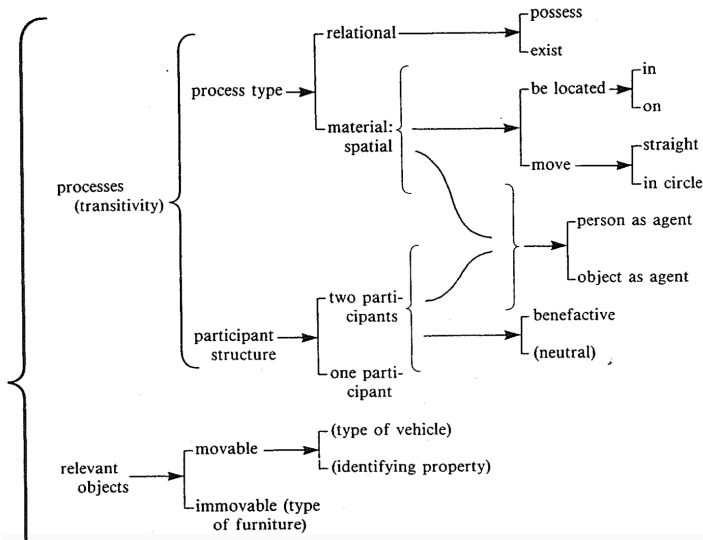 possess
relational
exist
process type
in
be located
on
material:
spatial
straight
move
in circle
processes
(transitivity)
person as agent
object as agent
two parti-
cipants
benefactive
participant
structure
(neutral)
one parti-
cipant
(type of vehicle)
movable
(identifying property)
relevant
objects
immovable (type
of furniture)